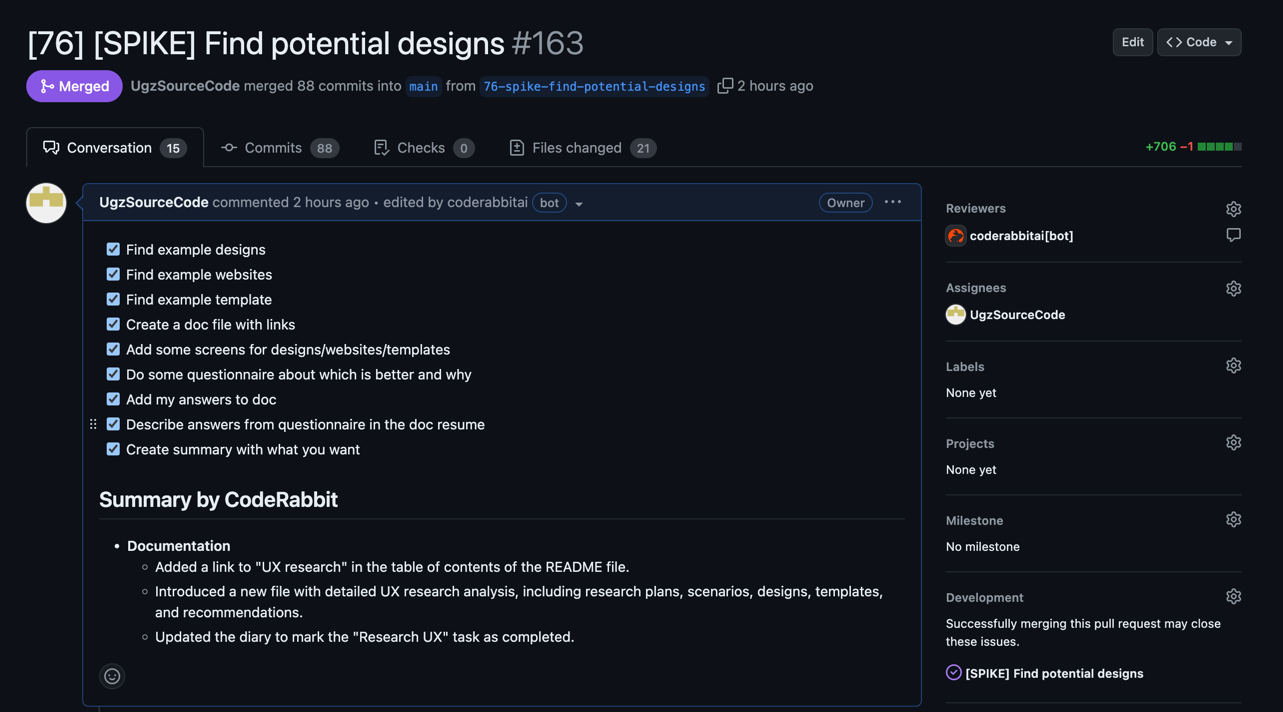 [76] [SPIKE] Find potential designs #163
Edit
<> Code
Merged
UgzSourceCode merged 88 commits into main from 76-spike-find-potential-designs 2 hours ago
Conversation 15
Commits 88
Checks 0
Files changed 21
+706 −1
UgzSourceCode commented 2 hours ago • edited by coderabbitai bot
Owner
Find example designs
Find example websites
Find example template
Create a doc file with links
Add some screens for designs/websites/templates
Do some questionnaire about which is better and why
Add my answers to doc
Describe answers from questionnaire in the doc resume
Create summary with what you want
Summary by CodeRabbit
• Documentation
◦ Added a link to "UX research" in the table of contents of the README file.
◦ Introduced a new file with detailed UX research analysis, including research plans, scenarios, designs, templates,
and recommendations.
◦ Updated the diary to mark the "Research UX" task as completed.
Reviewers
coderabbitai[bot]
Assignees
UgzSourceCode
Labels
None yet
Projects
None yet
Milestone
No milestone
Development
Successfully merging this pull request may close
these issues.
[SPIKE] Find potential designs